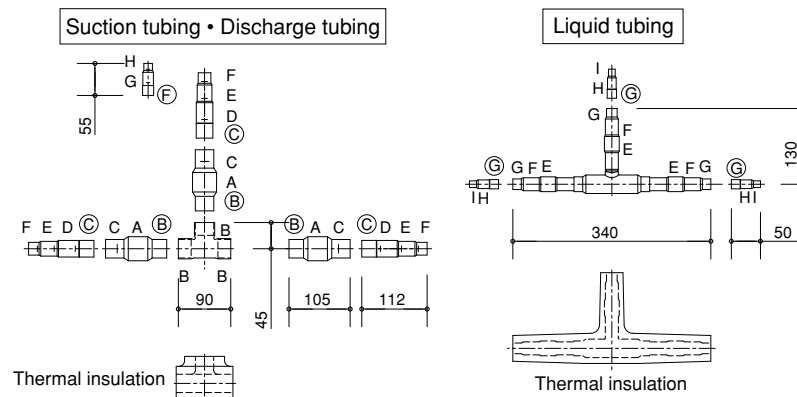 Suction tubing • Discharge tubing
Liquid tubing
H
G
F
55
F
E
D
C
C
A
B
F E D C C A B
B
B B
B A C C D E F
90
45
105
112
Thermal insulation
I
H G
G
F
E
G
G F E
E F G
G
I H
H I
130
340
50
Thermal insulation